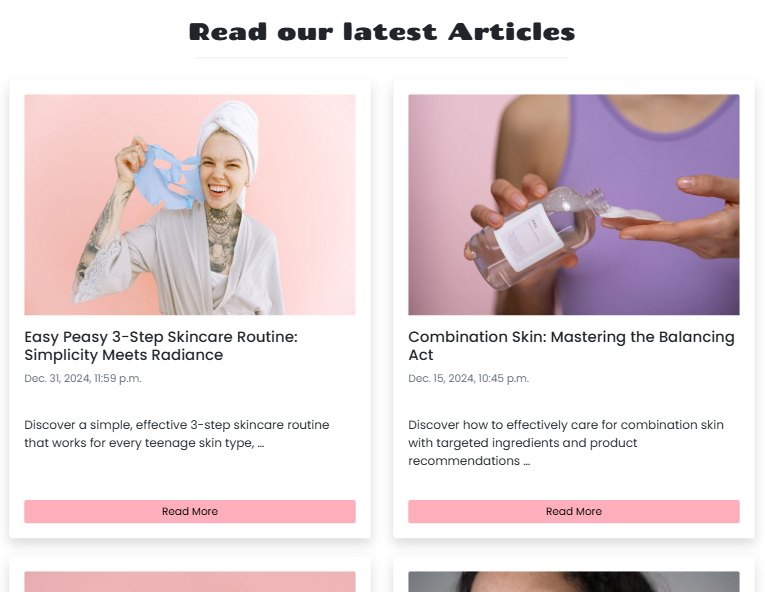 Read our latest Articles
Easy Peasy 3-Step Skincare Routine:
Simplicity Meets Radiance
Dec. 31, 2024, 11:59 p.m.
Discover a simple, effective 3-step skincare routine
that works for every teenage skin type, ...
Read More
Combination Skin: Mastering the Balancing
Act
Dec. 15, 2024, 10:45 p.m.
Discover how to effectively care for combination skin
with targeted ingredients and product
recommendations ...
Read More